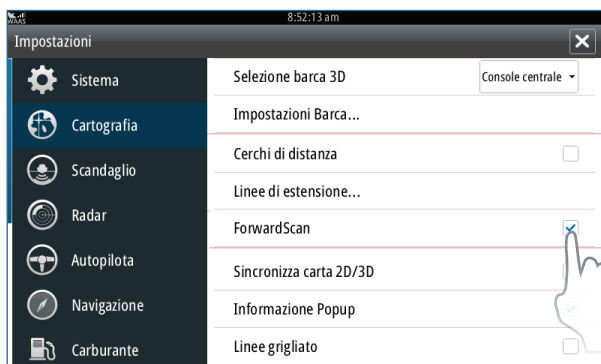 WAAS
8:52:13 am
Impostazioni
Sistema
Cartografia
Scandaglio
Radar
Autopilota
Navigazione
Carburante
Selezione barca 3D
Console centrale
Impostazioni Barca...
Cerchi di distanza
Linee di estensione...
ForwardScan
Sincronizza carta 2D/3D
Informazione Popup
Linee grigliato